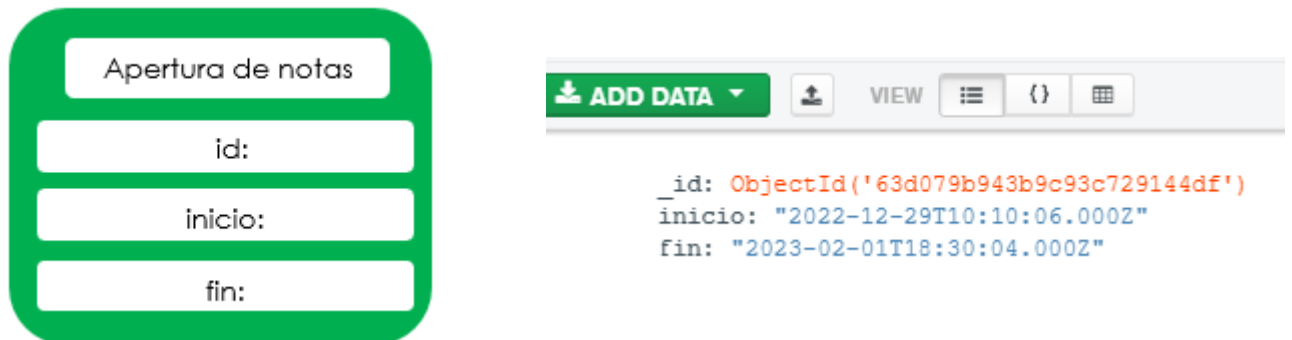 Apertura de notas
id:
inicio:
fin:
ADD DATA
VIEW
{}
_id: ObjectId('63d079b943b9c93c729144df')
inicio: "2022-12-29T10:10:06.000Z"
fin: "2023-02-01T18:30:04.000Z"